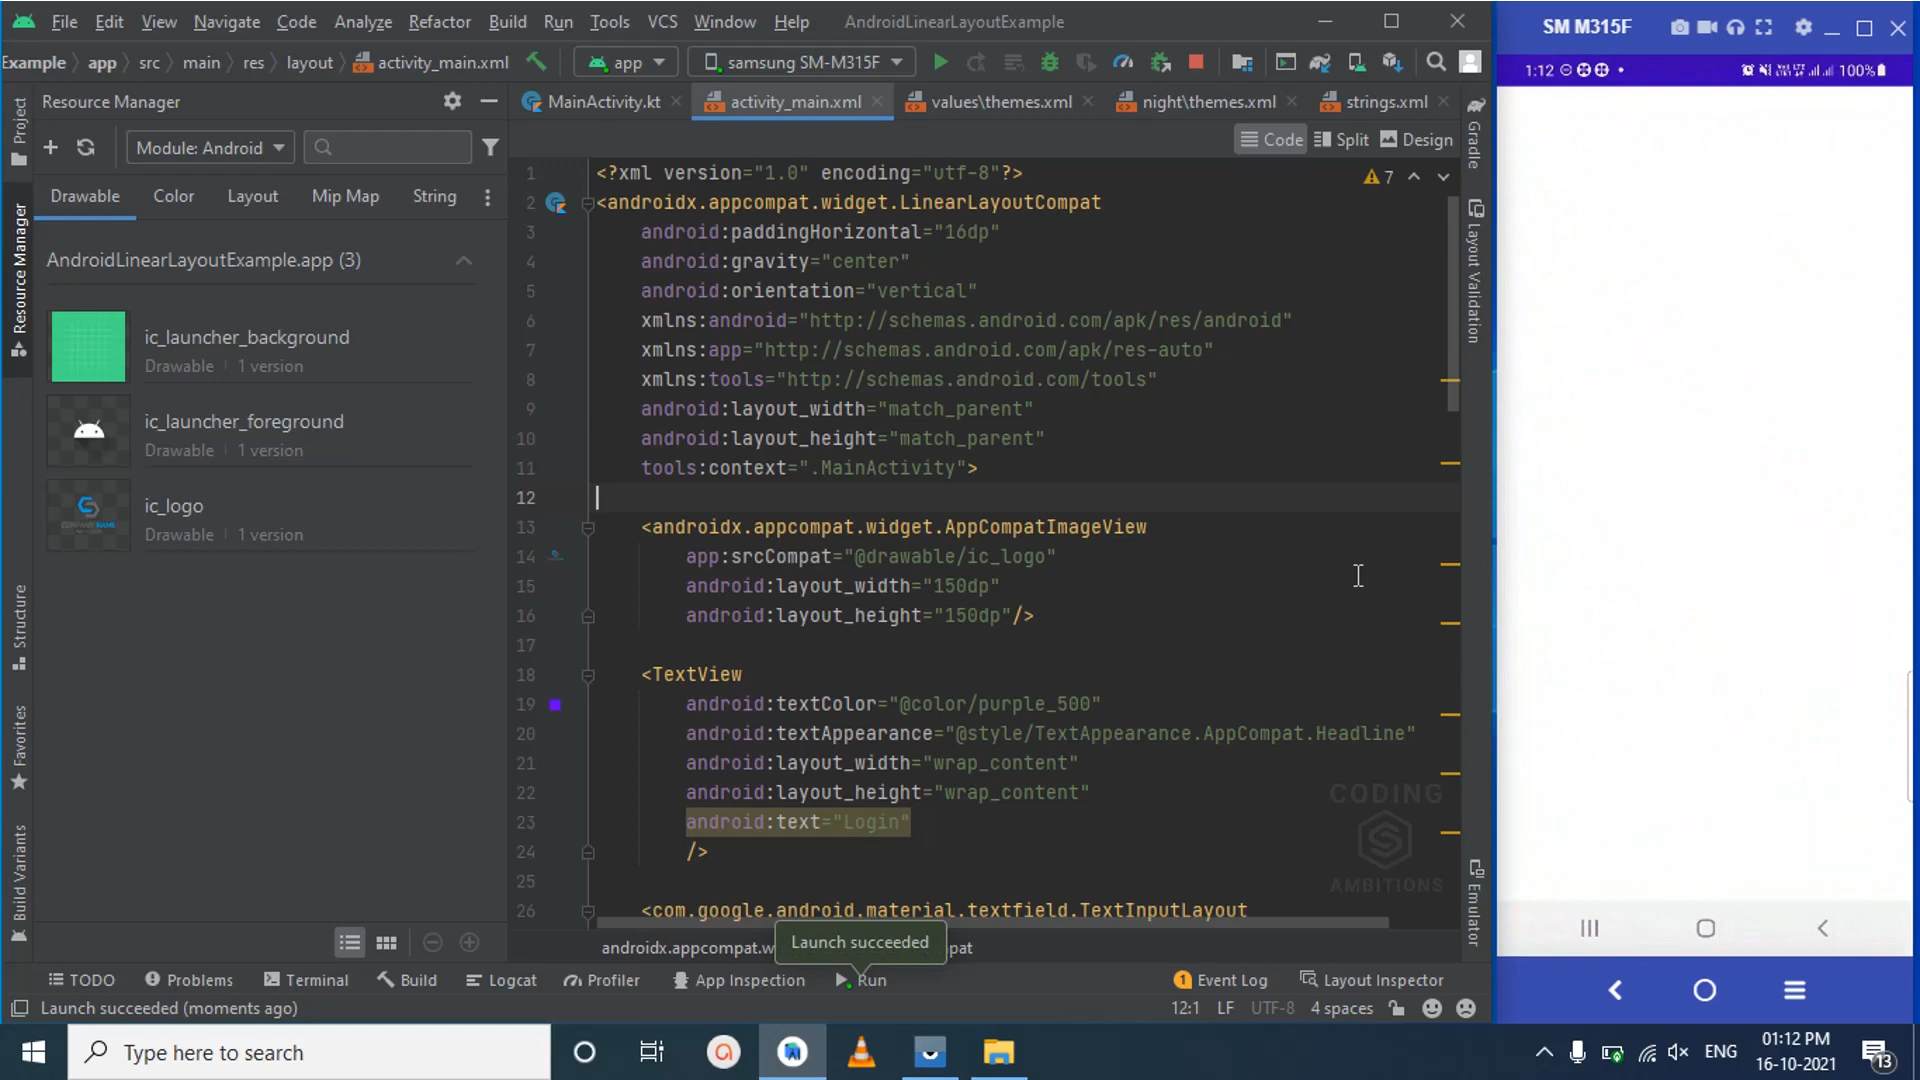 File Edit View Navigate Code Analyze Refactor Build Run Tools VCS Window Help AndroidLinearLayoutExample
Example app src main res layout activity_main.xml app samsung SM-M315F
Resource Manager
MainActivity.kt activity_main.xml values\themes.xml night\themes.xml strings.xml
Module: Android
Code Split Design
Drawable Color Layout Mip Map String
AndroidLinearLayoutExample.app (3)
ic_launcher_background
Drawable 1 version
ic_launcher_foreground
Drawable 1 version
ic_logo
Drawable 1 version
COMPANY NAME
7
1 <?xml version="1.0" encoding="utf-8"?>
2 <androidx.appcompat.widget.LinearLayoutCompat
3 android:paddingHorizontal="16dp"
4 android:gravity="center"
5 android:orientation="vertical"
6 xmlns:android="http://schemas.android.com/apk/res/android"
7 xmlns:app="http://schemas.android.com/apk/res-auto"
8 xmlns:tools="http://schemas.android.com/tools"
9 android:layout_width="match_parent"
10 android:layout_height="match_parent"
11 tools:context=".MainActivity">
12
13 <androidx.appcompat.widget.AppCompatImageView
14 app:srcCompat="@drawable/ic_logo"
15 android:layout_width="150dp"
16 android:layout_height="150dp"/>
17
18 <TextView
19 android:textColor="@color/purple_500"
20 android:textAppearance="@style/TextAppearance.AppCompat.Headline"
21 android:layout_width="wrap_content"
22 android:layout_height="wrap_content"
23 android:text="Login"
24 />
25
26 <com.google.android.material.textfield.TextInputLayout
CODING
AMBITIONS
androidx.appcompat.w
pat
Launch succeeded
Project
Resource Manager
Structure
Favorites
Build Variants
Gradle
Layout Validation
Emulator
TODO Problems Terminal Build Logcat Profiler App Inspection Run 1 Event Log Layout Inspector
Launch succeeded (moments ago) 12:1 LF UTF-8 4 spaces
SM M315F
1:12 100%
Type here to search
ENG
01:12 PM
16-10-2021
13